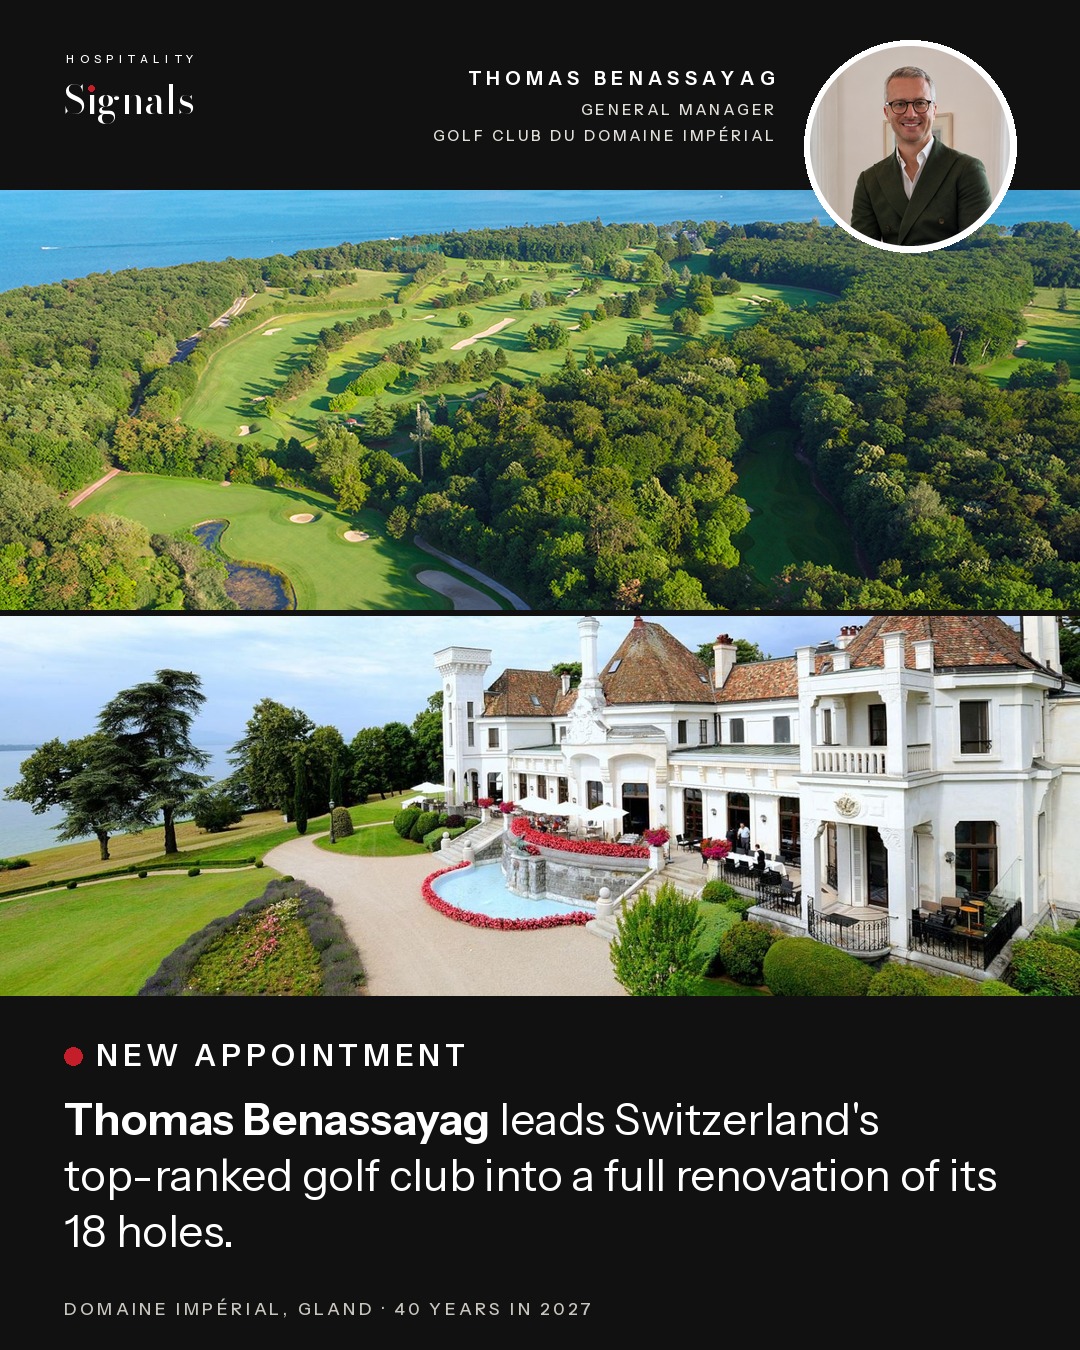 HOSPITALITY
Signals
THOMAS BENASSAYAG
GENERAL MANAGER
GOLF CLUB DU DOMAINE IMPÉRIAL
NEW APPOINTMENT
Thomas Benassayag leads Switzerland's
top-ranked golf club into a full renovation of its
18 holes.
DOMAINE IMPÉRIAL, GLAND · 40 YEARS IN 2027